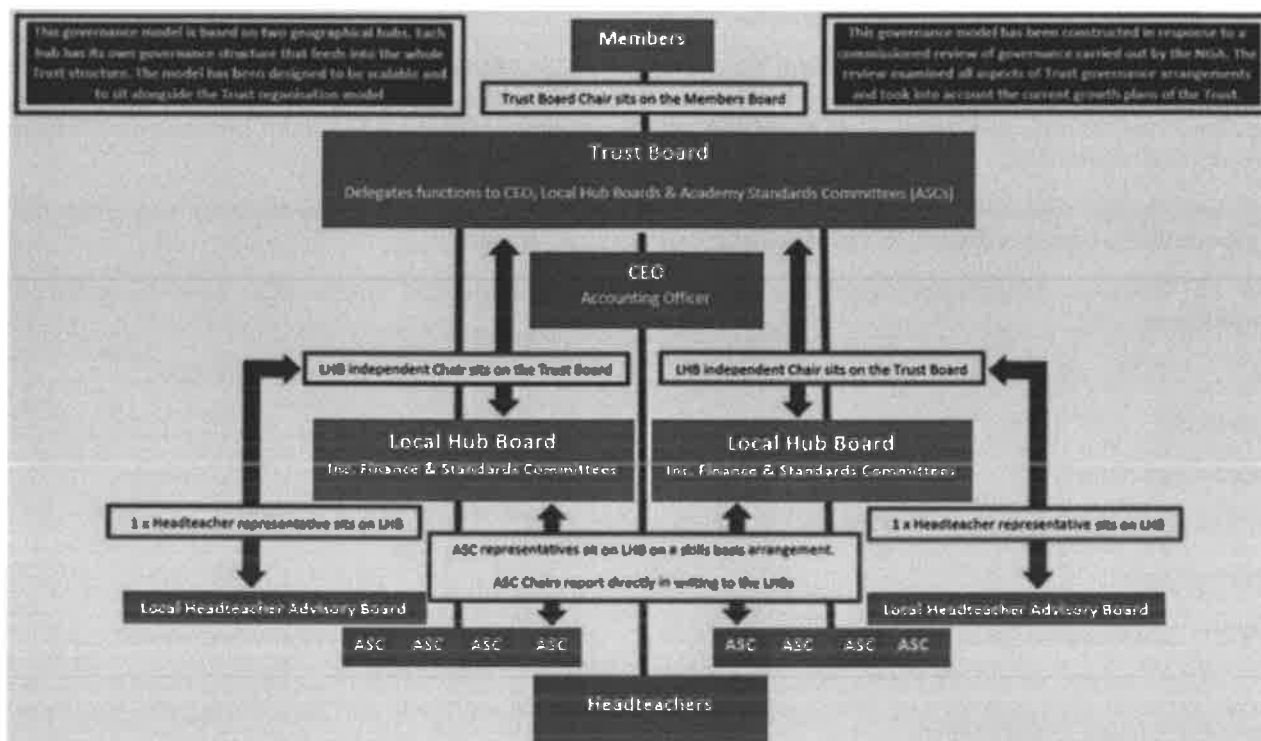 This governance model is based on two geographical hubs. Each
hub has its own governance structure that feeds into the whole
Trust structure. The model has been designed to be scalable and
to sit alongside the Trust organisation model
Members
This governance model has been constructed in response to a
commissioned review of governance carried out by the NGA. The
review examined all aspects of Trust governance arrangements
and took into account the current growth plans of the Trust.
Trust Board Chair sits on the Members Board
Trust Board
Delegates functions to CEO, Local Hub Boards & Academy Standards Committees (ASCs)
CEO
Accounting Officer
LHB independent Chair sits on the Trust Board
LHB independent Chair sits on the Trust Board
Local Hub Board
Inc. Finance & Standards Committees
Local Hub Board
Inc. Finance & Standards Committees
1 x Headteacher representative sits on LHB
1 x Headteacher representative sits on LHB
ASC representatives sit on LHB on a skills basis arrangement.
ASC Chairs report directly in writing to the LHBs
Local Headteacher Advisory Board
Local Headteacher Advisory Board
ASC ASC ASC ASC
ASC ASC ASC ASC
Headteachers